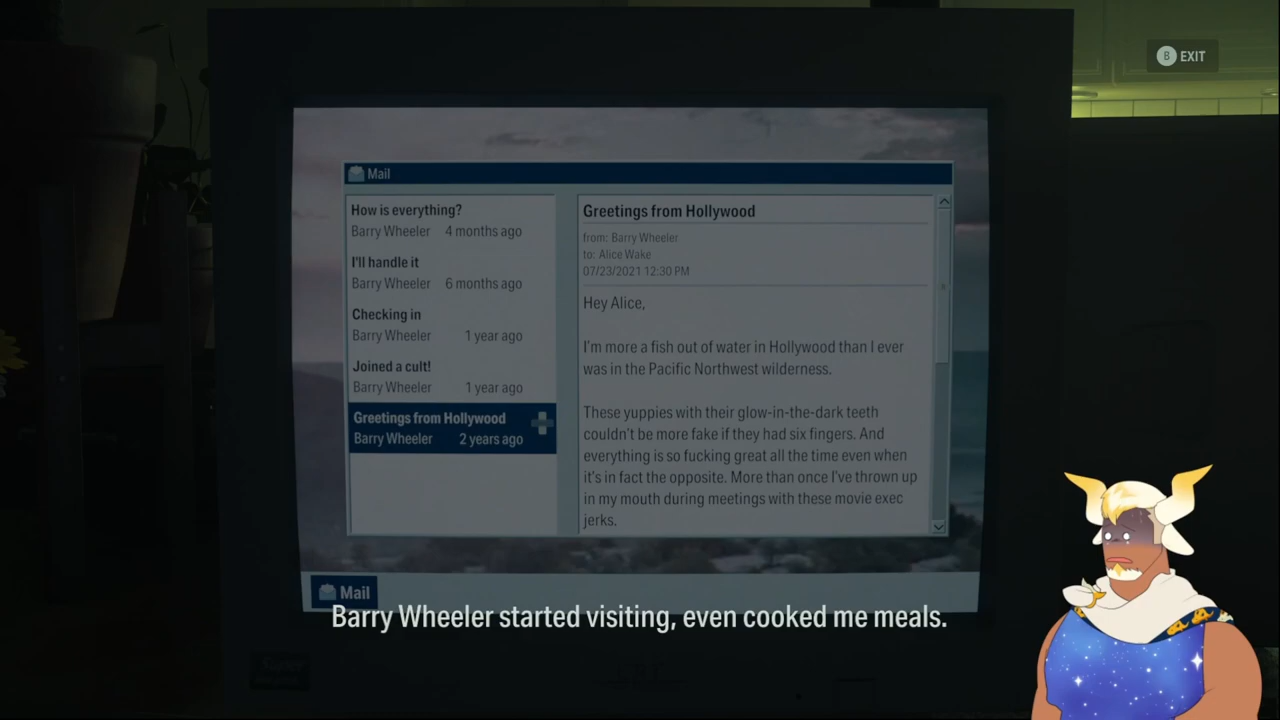 B EXIT
Mail
How is everything?
Barry Wheeler 4 months ago
I'll handle it
Barry Wheeler 6 months ago
Checking in
Barry Wheeler 1 year ago
Joined a cult!
Barry Wheeler 1 year ago
Greetings from Hollywood
Barry Wheeler 2 years ago
Greetings from Hollywood
from: Barry Wheeler
to: Alice Wake
07/23/2021 12:30 PM
Hey Alice,
I'm more a fish out of water in Hollywood than I ever
was in the Pacific Northwest wilderness.
These yuppies with their glow-in-the-dark teeth
couldn't be more fake if they had six fingers. And
everything is so fucking great all the time even when
it's in fact the opposite. More than once I've thrown up
in my mouth during meetings with these movie exec
jerks.
Mail
Barry Wheeler started visiting, even cooked me meals.